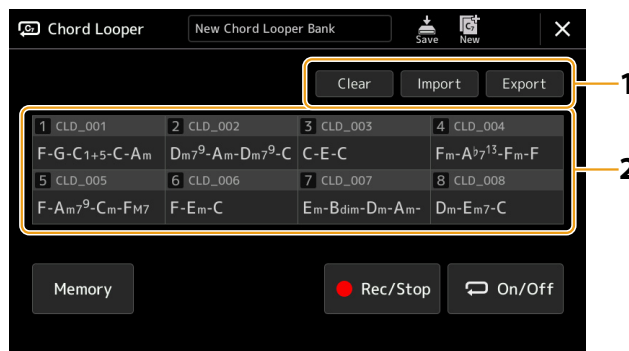 C7 Chord Looper New Chord Looper Bank Save C7 New
Clear Import Export 1
1 CLD_001 2 CLD_002 3 CLD_003 4 CLD_004
F-G-C1+5-C-Am Dm7⁹-Am-Dm7⁹-C C-E-C Fm-A♭7¹³-Fm-F
2
5 CLD_005 6 CLD_006 7 CLD_007 8 CLD_008
F-Am7⁹-Cm-FM7 F-Em-C Em-Bdim-Dm-Am- Dm-Em7-C
Memory Rec/Stop On/Off